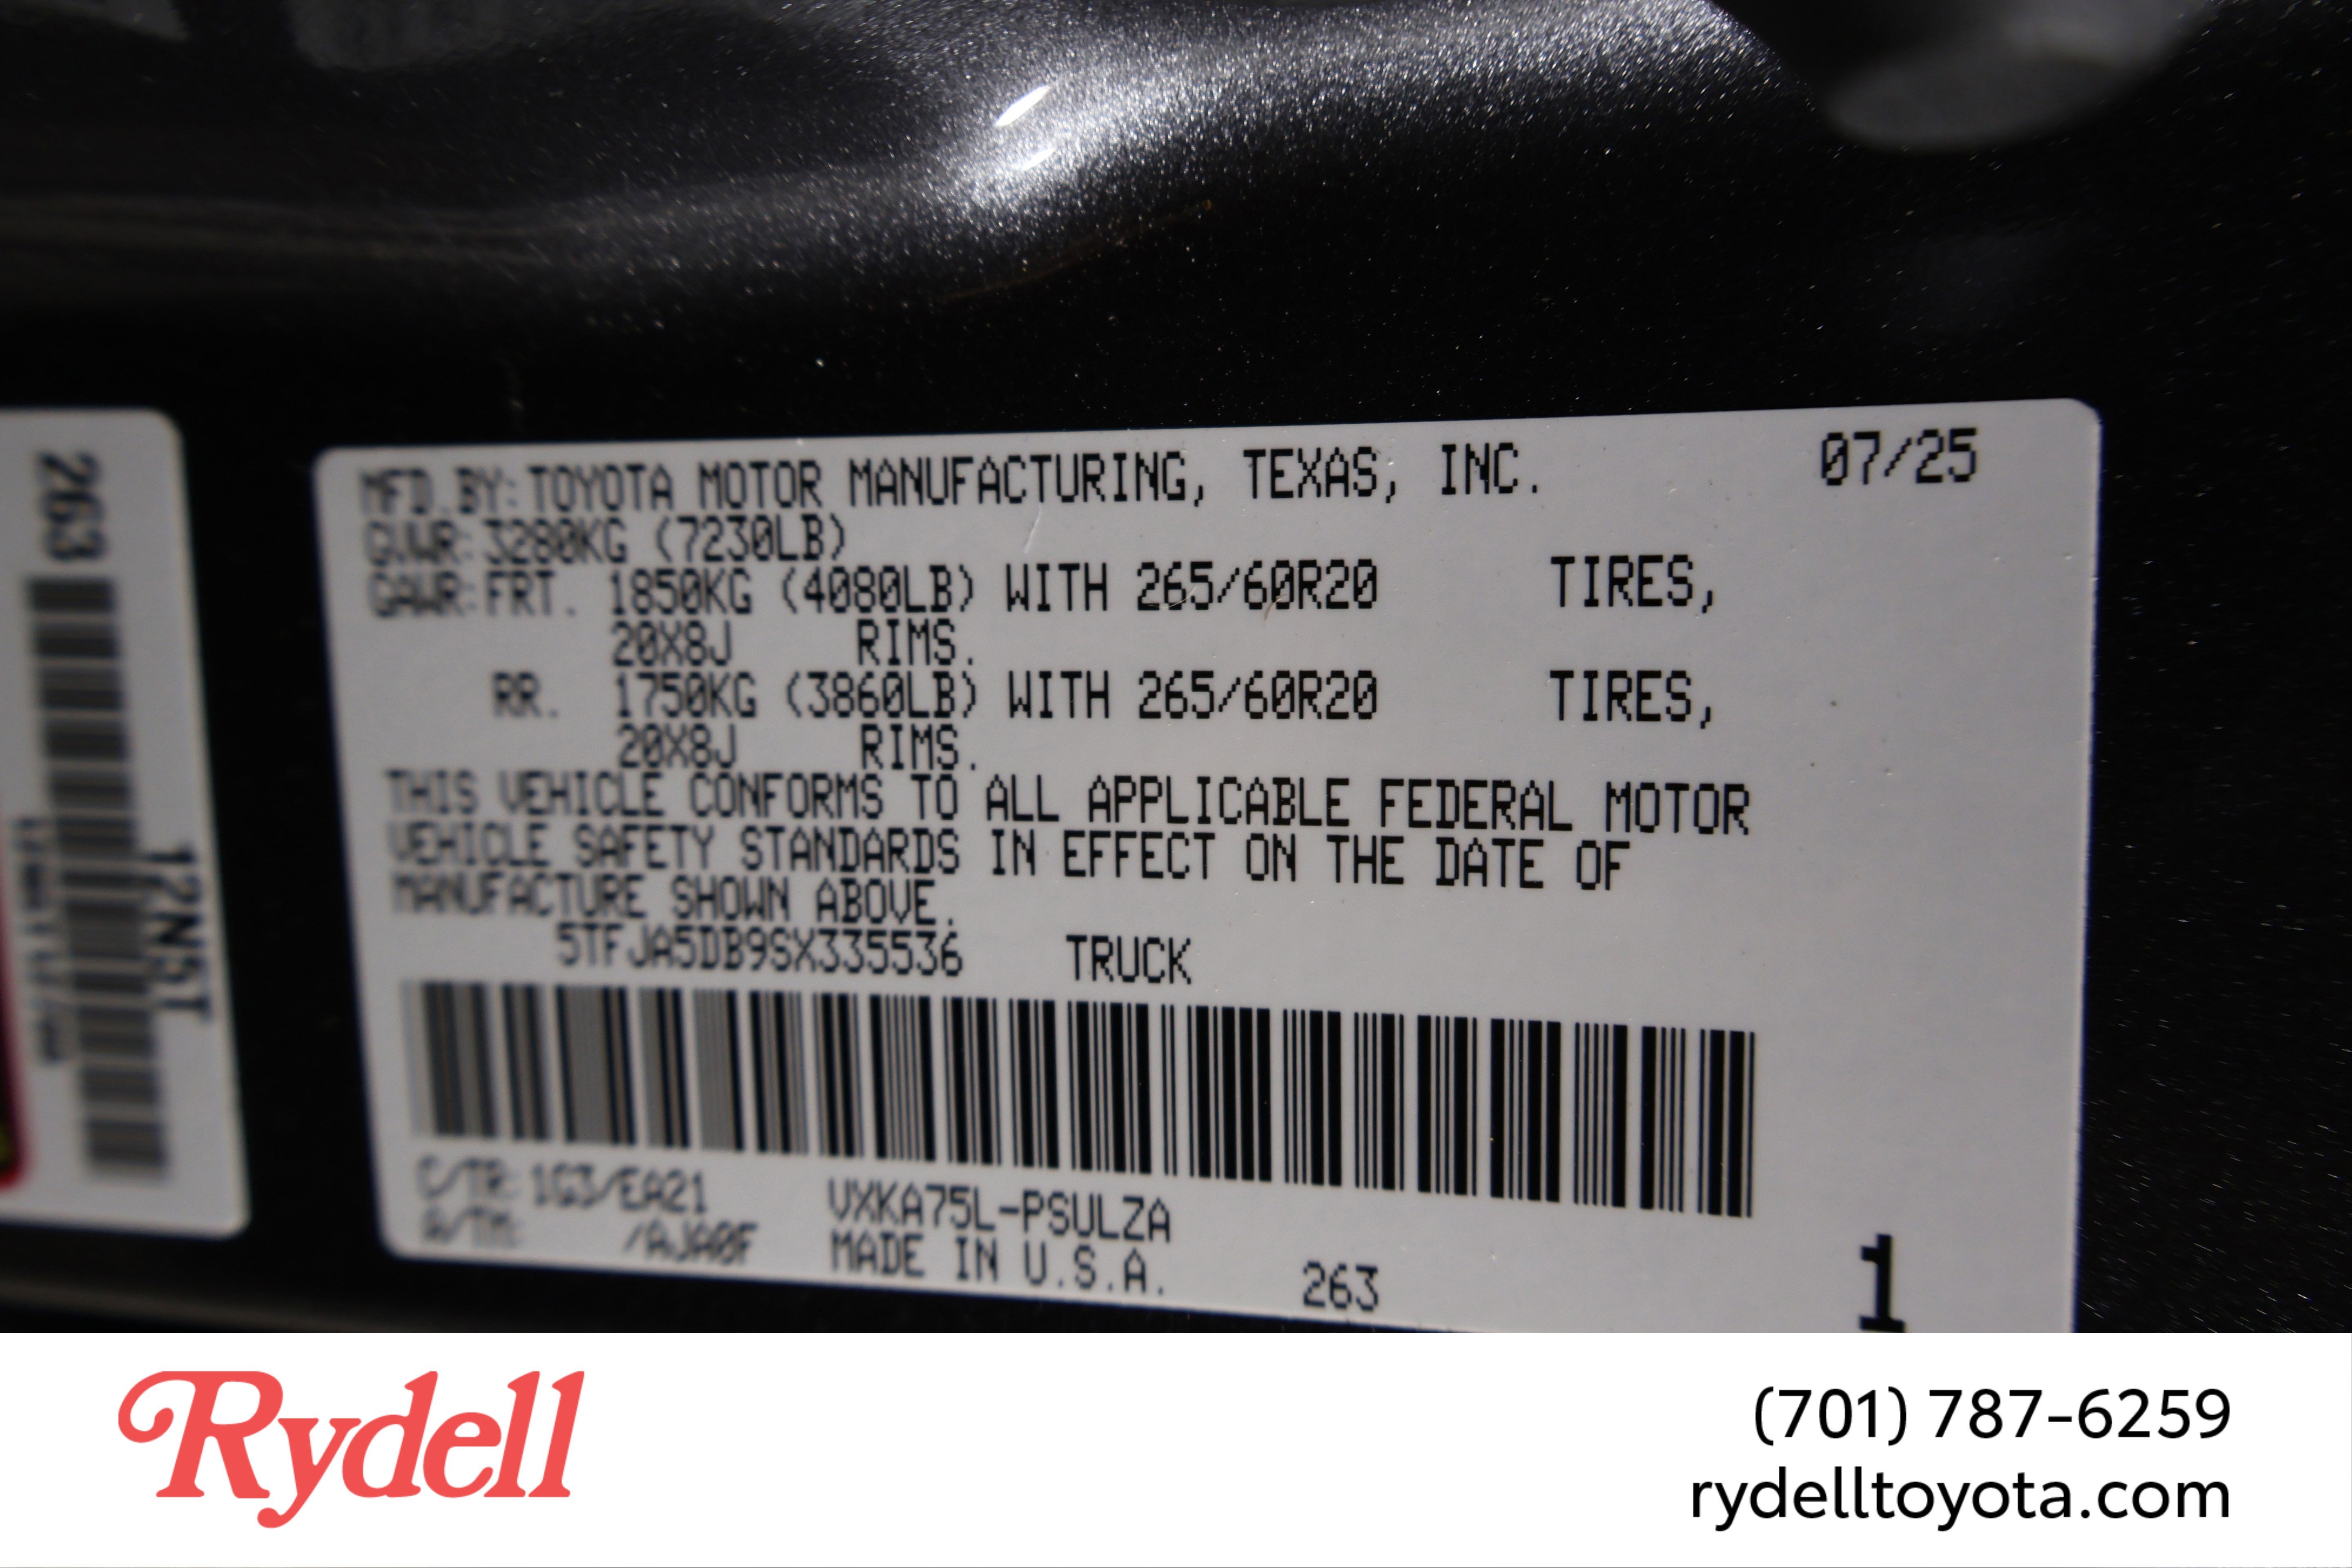 263
12N5T
MFD.BY:TOYOTA MOTOR MANUFACTURING, TEXAS, INC. 07/25
GVWR:3280KG (7230LB)
GAWR:FRT. 1850KG (4080LB) WITH 265/60R20 TIRES,
20X8J RIMS.
RR. 1750KG (3860LB) WITH 265/60R20 TIRES,
20X8J RIMS.
THIS VEHICLE CONFORMS TO ALL APPLICABLE FEDERAL MOTOR
VEHICLE SAFETY STANDARDS IN EFFECT ON THE DATE OF
MANUFACTURE SHOWN ABOVE.
5TFJA5DB9SX335536 TRUCK
C/TR:1G3/EA21 VXKA75L-PSULZA
A/TM: /AJA0F MADE IN U.S.A. 263 1
Rydell
(701) 787-6259
rydelltoyota.com